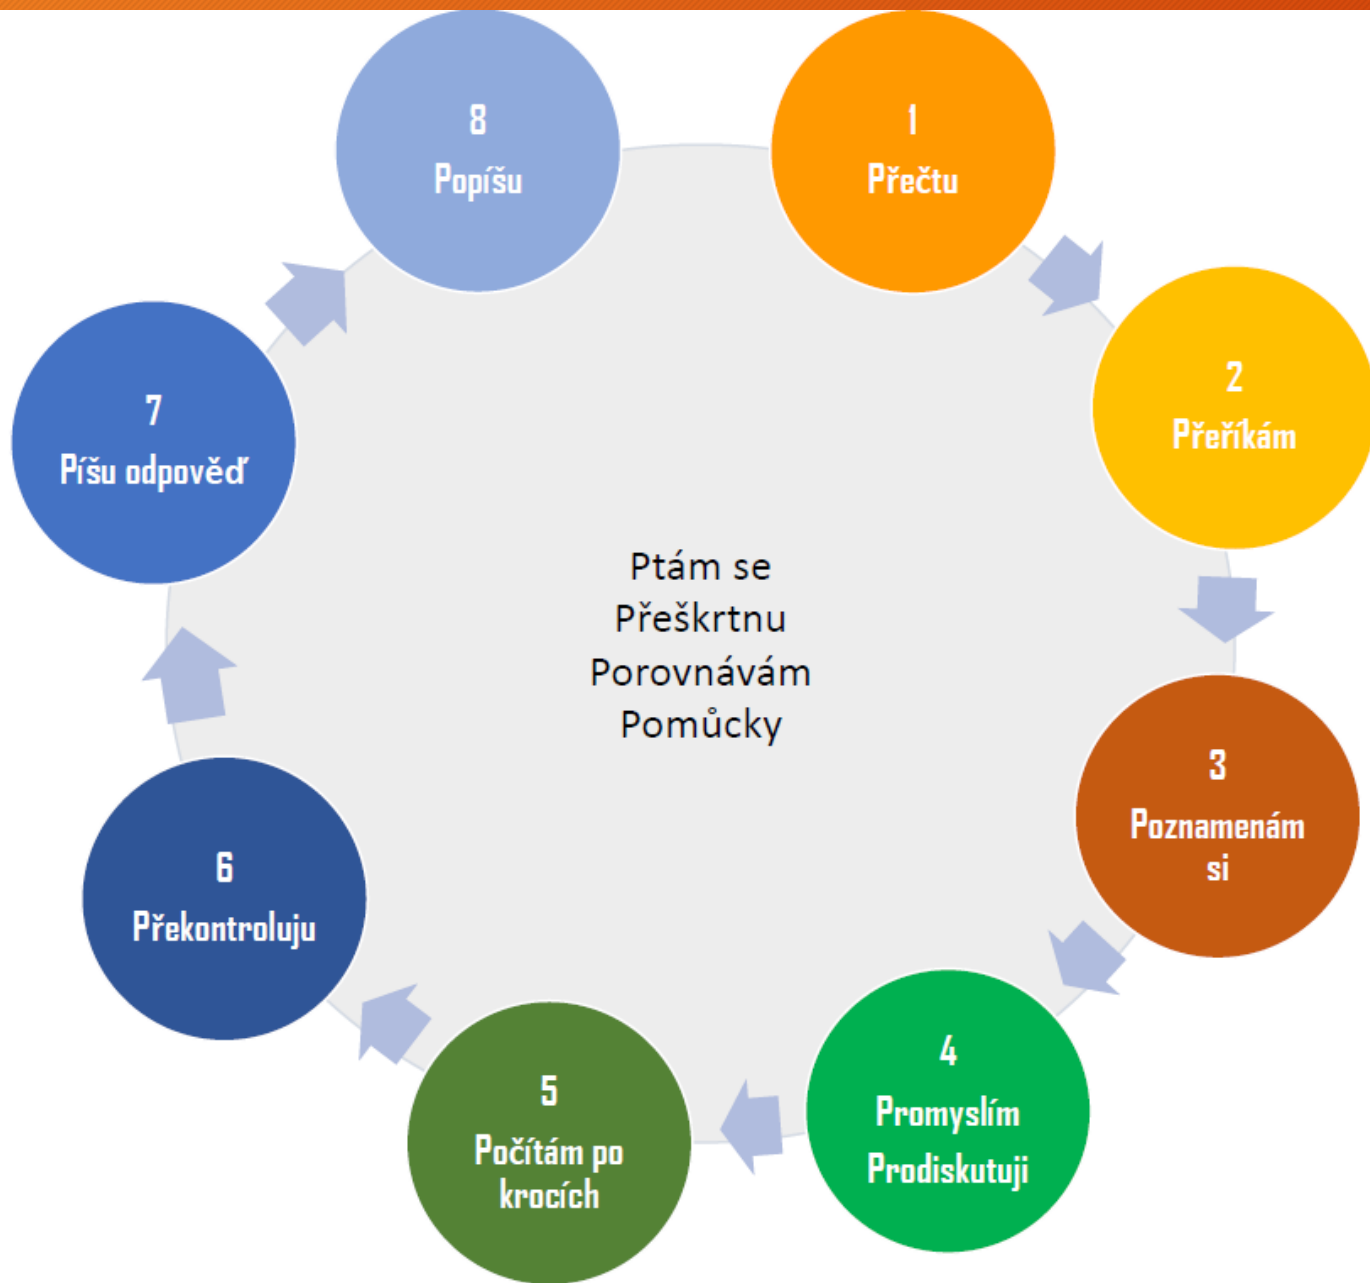 1
Přečtu
2
Přeříkám
3
Poznamenám
si
4
Promyslím
Prodiskutuji
5
Počítám po
krocích
6
Překontroluju
7
Píšu odpověď
8
Popíšu
Ptám se
Přeškrtnu
Porovnávám
Pomůcky